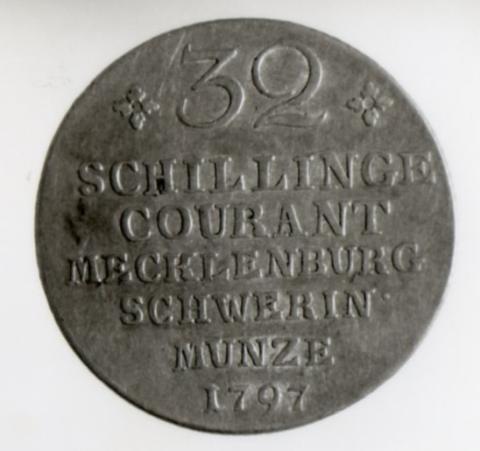 32
SCHILLINGE
COURANT
MECKLENBURG
SCHWERIN·
MUNZE
1797